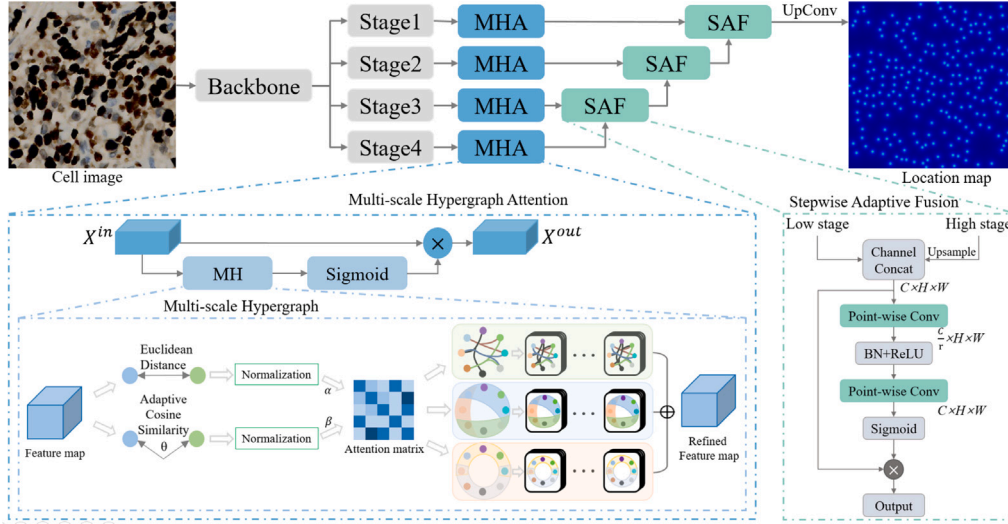 Stage1
MHA
SAF
UpConv
Stage2
MHA
SAF
Backbone
Stage3
MHA
SAF
Stage4
MHA
Cell image
Location map
Multi-scale Hypergraph Attention
Stepwise Adaptive Fusion
X^{in}
×
X^{out}
MH
Sigmoid
Low stage
High stage
Channel
Concat
Upsample
C×H×W
Point-wise Conv
C/r ×H×W
BN+ReLU
Point-wise Conv
C×H×W
Sigmoid
×
Output
Multi-scale Hypergraph
Euclidean
Distance
Normalization
α
Adaptive
Cosine
Similarity
θ
Normalization
β
Feature map
Attention matrix
Refined
Feature map